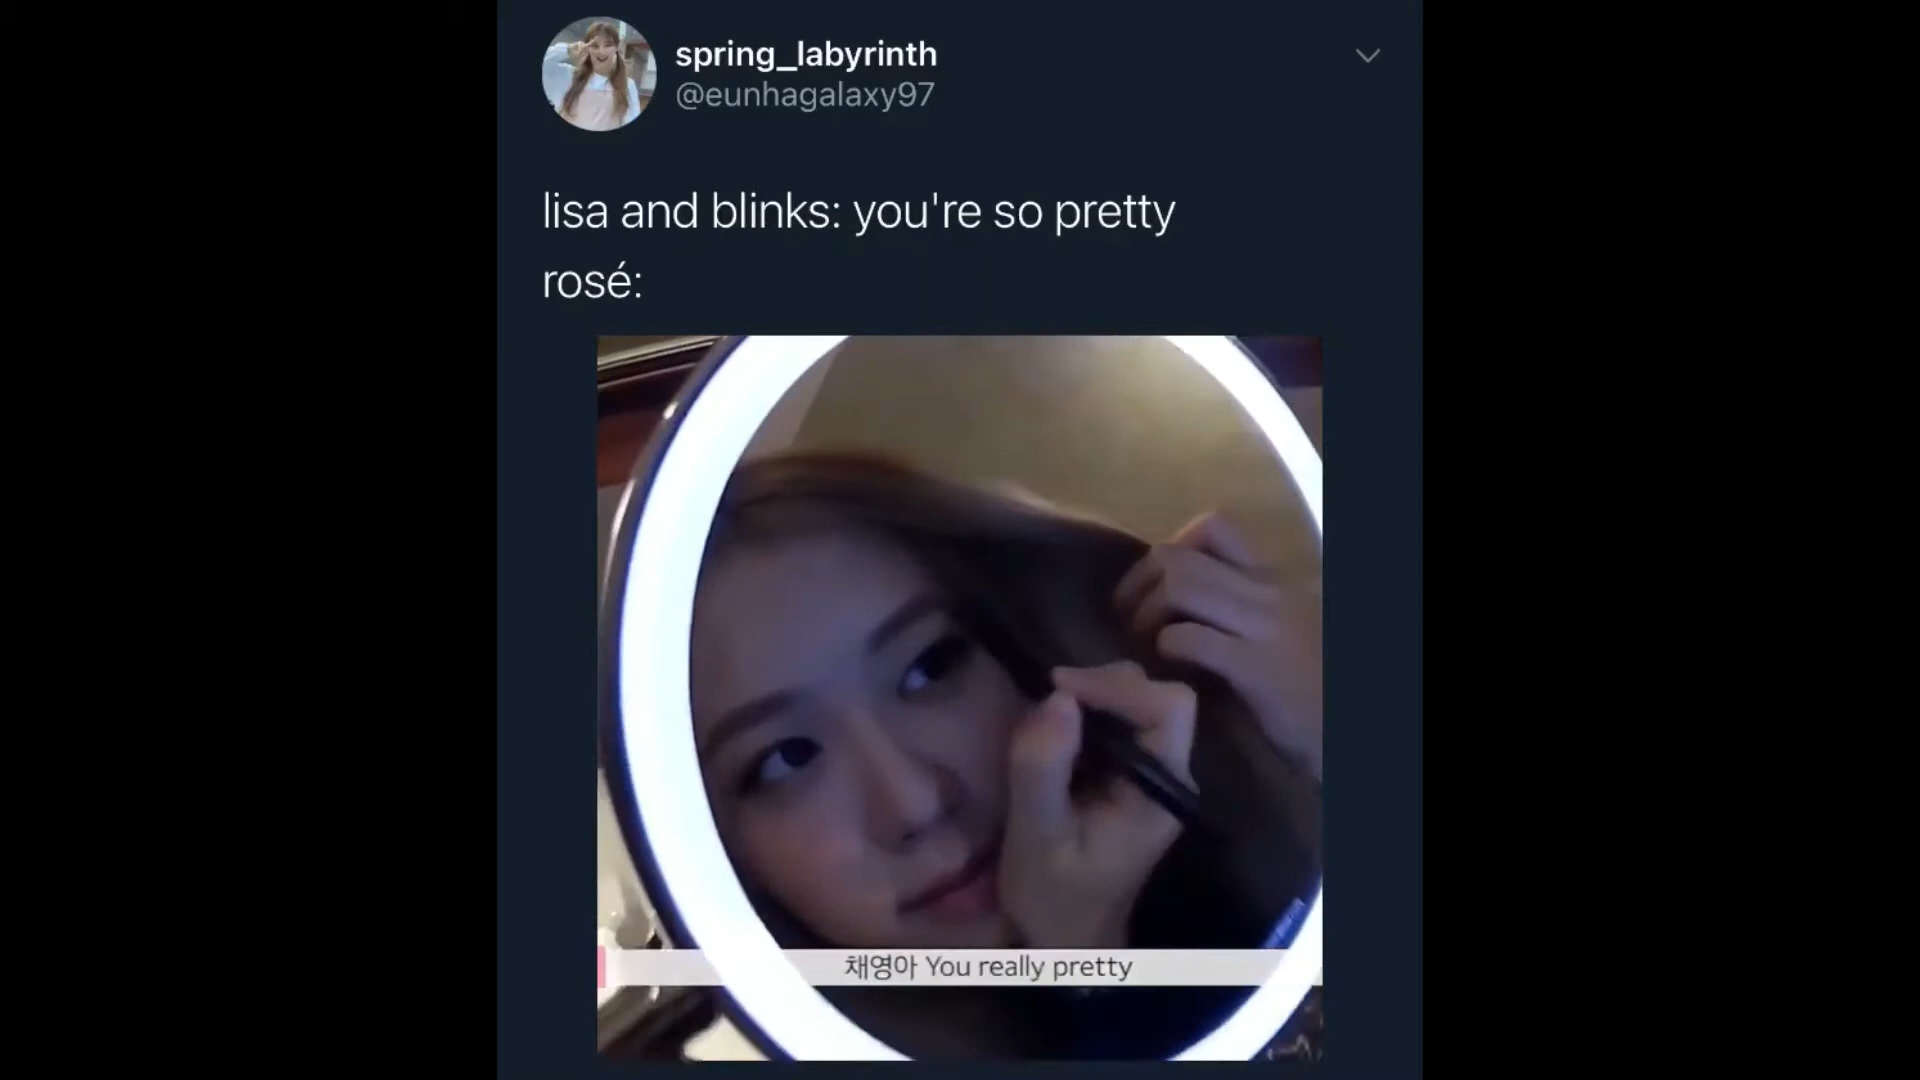 spring_labyrinth
@eunhagalaxy97
lisa and blinks: you're so pretty
rosé:
채영아 You really pretty